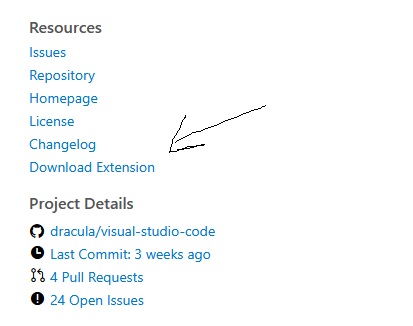 Resources
Issues
Repository
Homepage
License
Changelog
Download Extension
Project Details
dracula/visual-studio-code
Last Commit: 3 weeks ago
4 Pull Requests
24 Open Issues